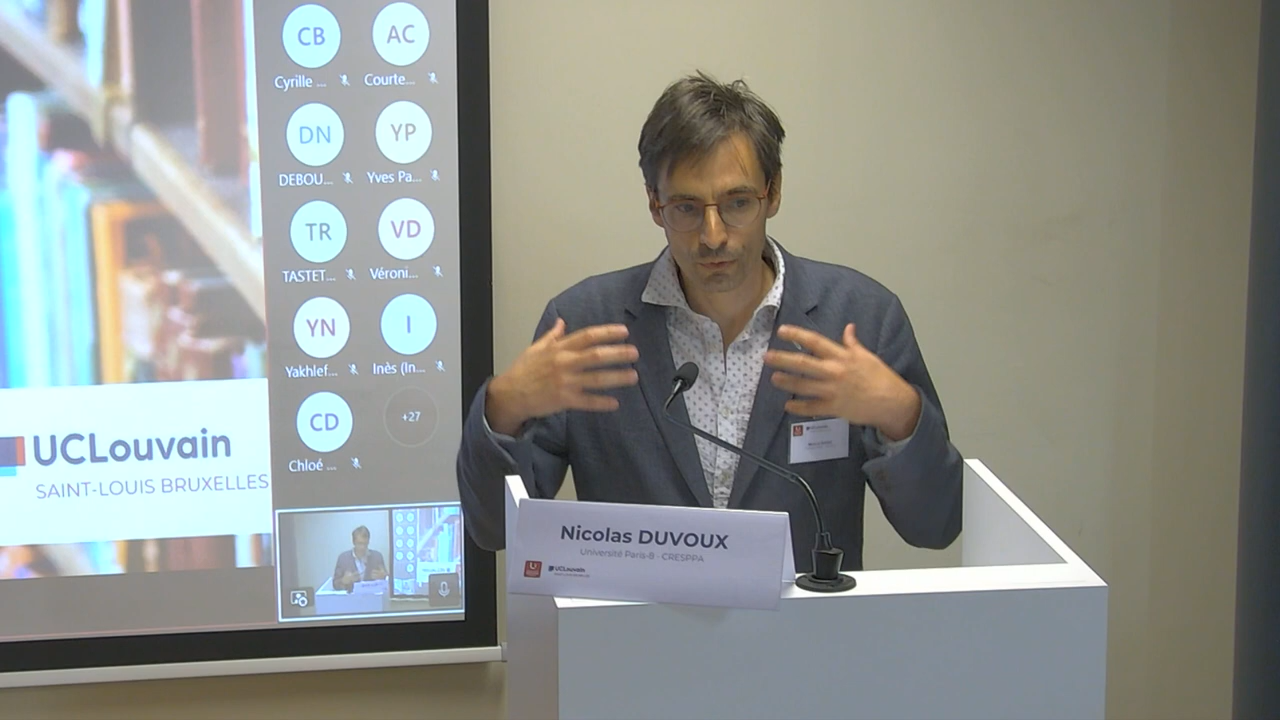 CB
AC
Cyrille ...
Courte...
DN
YP
DEBOU...
Yves Pa...
TR
VD
TASTET...
Véroni...
YN
I
Yakhlef...
Inès (In...
CD
+27
Chloé ...
UCLouvain
SAINT-LOUIS BRUXELLES
Nicolas DUVOUX
Université Paris-8 - CRESPPA
UCLouvain